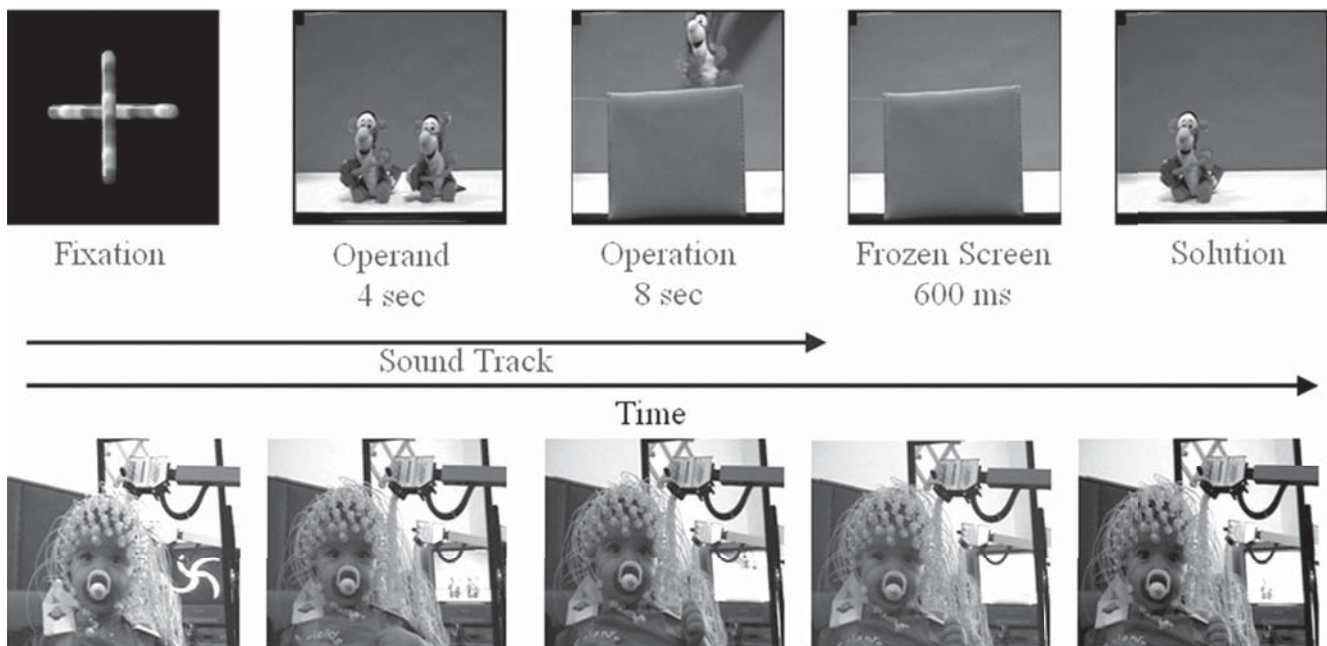 Fixation
Operand
4 sec
Operation
8 sec
Frozen Screen
600 ms
Solution
Sound Track
Time